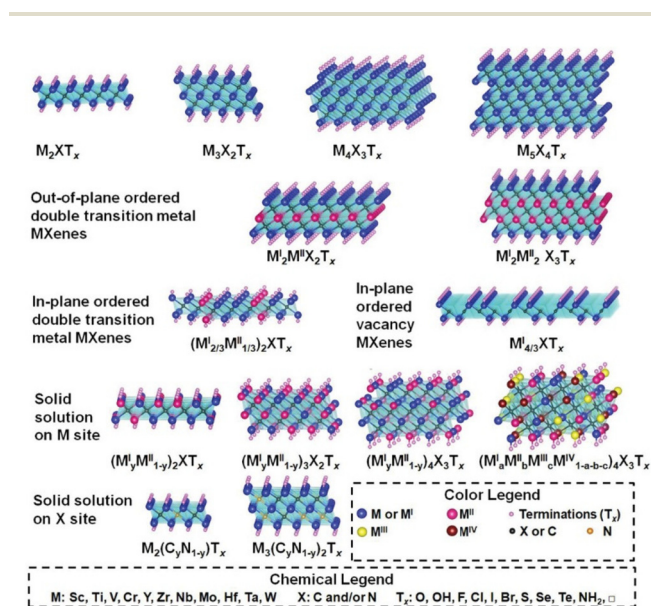 M₂XTₓ
M₃X₂Tₓ
M₄X₃Tₓ
M₅X₄Tₓ
Out-of-plane ordered
double transition metal
MXenes
Mᴵ₂MᴵᴵX₂Tₓ
Mᴵ₂Mᴵᴵ₂ X₃Tₓ
In-plane ordered
double transition
metal MXenes
(Mᴵ₂/₃Mᴵᴵ₁/₃)₂XTₓ
In-plane
ordered
vacancy
MXenes
Mᴵ₄/₃XTₓ
Solid
solution
on M site
(MᴵyMᴵᴵ₁₋y)₂XTₓ
(MᴵyMᴵᴵ₁₋y)₃X₂Tₓ
(MᴵyMᴵᴵ₁₋y)₄X₃Tₓ
(MᴵₐMᴵᴵbMᴵᴵᴵcMᴵⱽ₁₋ₐ₋b₋c)₄X₃Tₓ
Solid solution
on X site
M₂(CyN₁₋y)Tₓ
M₃(CyN₁₋y)₂Tₓ
Color Legend
M or Mᴵ Mᴵᴵ Terminations (Tₓ)
Mᴵᴵᴵ Mᴵⱽ X or C N
Chemical Legend
M: Sc, Ti, V, Cr, Y, Zr, Nb, Mo, Hf, Ta, W X: C and/or N Tₓ: O, OH, F, Cl, I, Br, S, Se, Te, NH₂, □